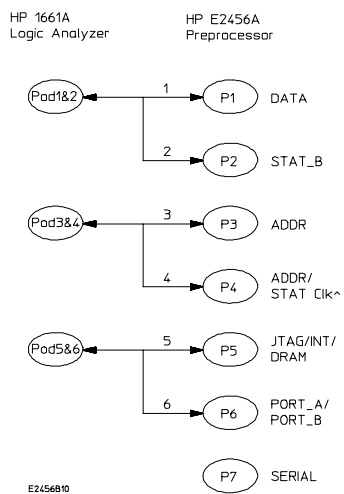 HP 1661A
Logic Analyzer
HP E2456A
Preprocessor
Pod1&2
1
P1
DATA
2
P2
STAT_B
Pod3&4
3
P3
ADDR
4
P4
ADDR/
STAT Clk^
Pod5&6
5
P5
JTAG/INT/
DRAM
6
P6
PORT_A/
PORT_B
P7
SERIAL
E2456B10